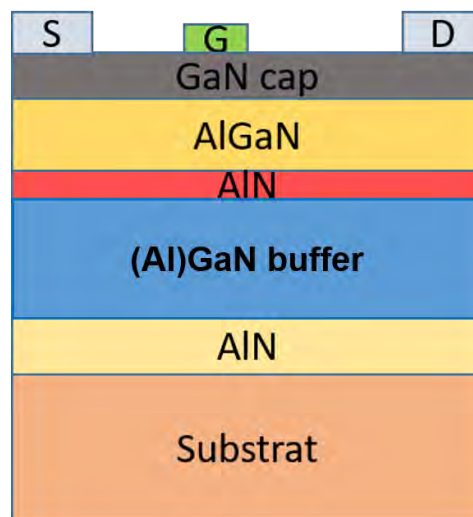 S G D
GaN cap
AlGaN
AlN
(Al)GaN buffer
AlN
Substrat